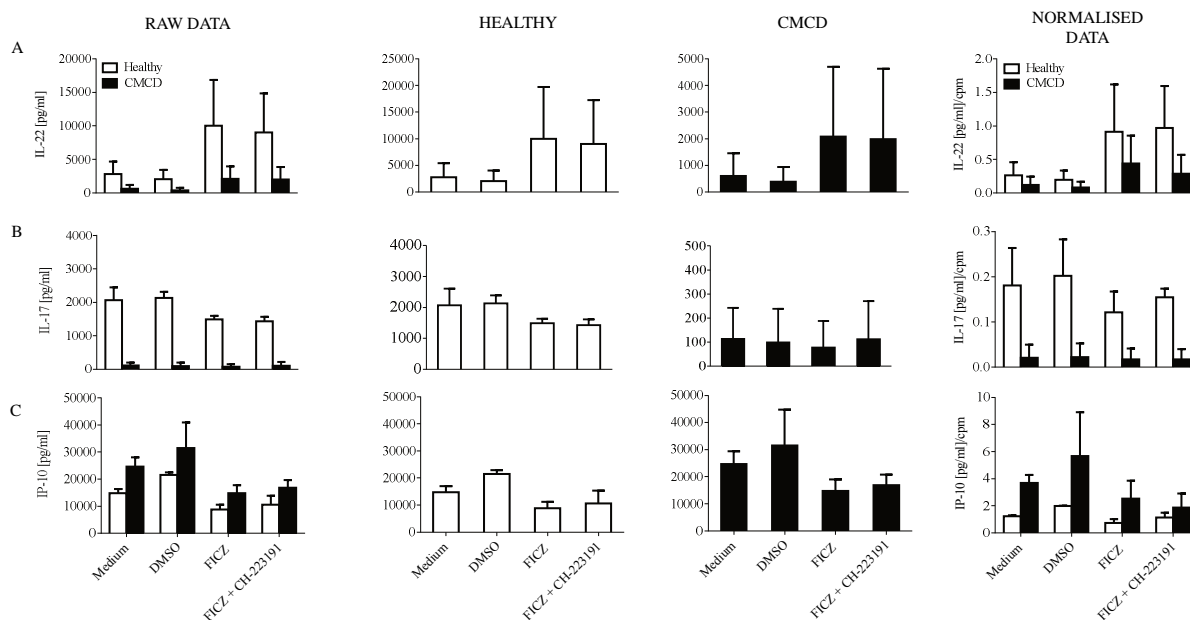 RAW DATA
HEALTHY
CMCD
NORMALISED
DATA
A
IL-22 [pg/ml]
20000
15000
10000
5000
0
Healthy
CMCD
25000
20000
15000
10000
5000
0
5000
4000
3000
2000
1000
0
IL-22 [pg/ml]/cpm
2.0
1.5
1.0
0.5
0.0
Healthy
CMCD
B
IL-17 [pg/ml]
4000
3000
2000
1000
0
4000
3000
2000
1000
0
500
400
300
200
100
0
IL-17 [pg/ml]/cpm
0.3
0.2
0.1
0.0
C
IP-10 [pg/ml]
50000
40000
30000
20000
10000
0
50000
40000
30000
20000
10000
0
50000
40000
30000
20000
10000
0
IP-10 [pg/ml]/cpm
10
8
6
4
2
0
Medium
DMSO
FICZ
FICZ + CH-223191
Medium
DMSO
FICZ
FICZ + CH-223191
Medium
DMSO
FICZ
FICZ + CH-223191
Medium
DMSO
FICZ
FICZ + CH-223191